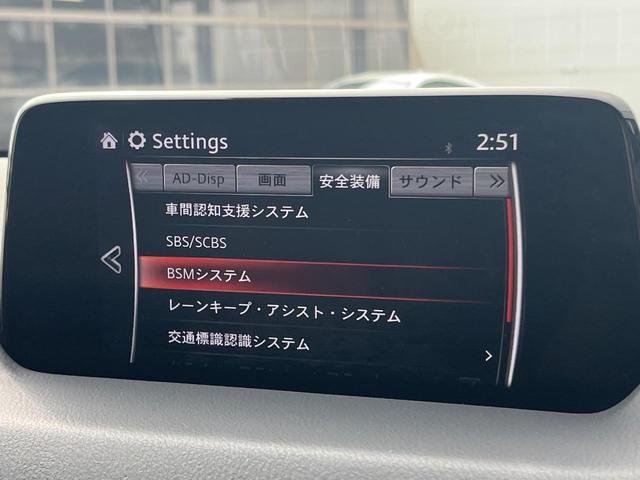 Settings 2:51
AD-Disp 画面 安全装備 サウンド
車間認知支援システム
SBS/SCBS
BSMシステム
レーンキープ・アシスト・システム
交通標識認識システム